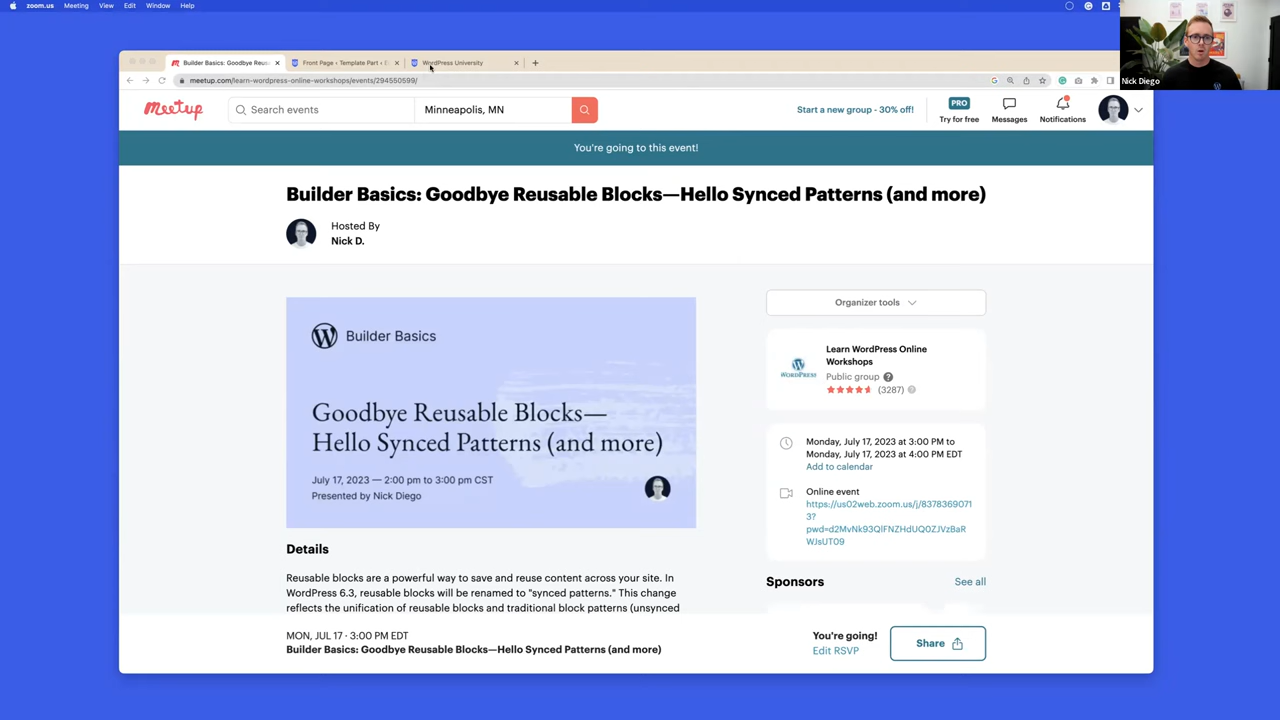 zoom.us Meeting View Edit Window Help
Nick Diego
Builder Basics: Goodbye Reus
Front Page ‹ Template Part ‹ E
WordPress University
meetup.com/learn-wordpress-online-workshops/events/294550599/
Meetup
Search events
Minneapolis, MN
Start a new group - 30% off!
PRO
Try for free
Messages
Notifications
You're going to this event!
Builder Basics: Goodbye Reusable Blocks—Hello Synced Patterns (and more)
Hosted By
Nick D.
Builder Basics
Goodbye Reusable Blocks—
Hello Synced Patterns (and more)
July 17, 2023 — 2:00 pm to 3:00 pm CST
Presented by Nick Diego
Details
Reusable blocks are a powerful way to save and reuse content across your site. In
WordPress 6.3, reusable blocks will be renamed to "synced patterns." This change
reflects the unification of reusable blocks and traditional block patterns (unsynced
Organizer tools
WORDPRESS
Learn WordPress Online
Workshops
Public group
(3287)
Monday, July 17, 2023 at 3:00 PM to
Monday, July 17, 2023 at 4:00 PM EDT
Add to calendar
Online event
https://us02web.zoom.us/j/8378369071
3?
pwd=d2MvNk93QlFNZHdUQ0ZJVzBaR
WJsUT09
Sponsors
See all
MON, JUL 17 · 3:00 PM EDT
Builder Basics: Goodbye Reusable Blocks—Hello Synced Patterns (and more)
You're going!
Edit RSVP
Share